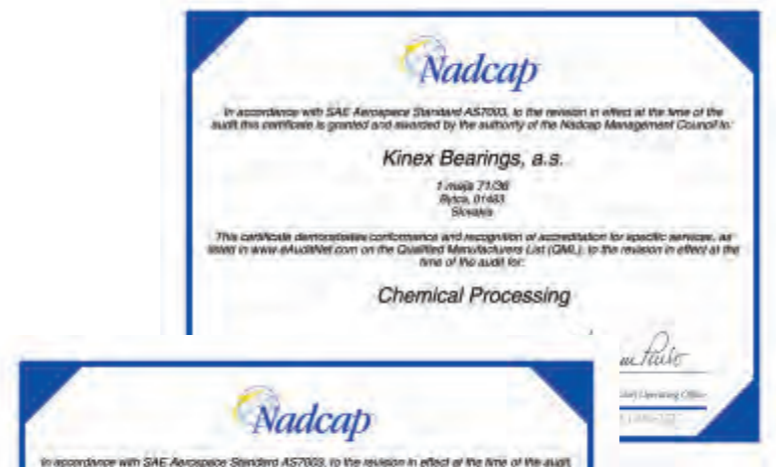 Nadcap
In accordance with SAE Aerospace Standard AS7003, to the revision in effect at the time of the
audit this certificate is granted and awarded by the authority of the Nadcap Management Council to:
Kinex Bearings, a.s.
1 maja 71/36
Bytca, 01483
Slovakia
This certificate demonstrates conformance and recognition of accreditation for specific services, as
listed in www.eAuditNet.com on the Qualified Manufacturers List (QML), to the revision in effect at the
time of the audit for:
Chemical Processing
Operating Officer
Nadcap
In accordance with SAE Aerospace Standard AS7003, to the revision in effect at the time of the audit